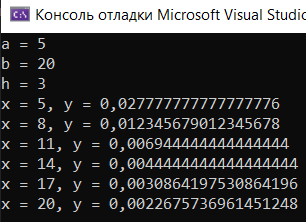 Консоль отладки Microsoft Visual Studio
a = 5
b = 20
h = 3
x = 5, y = 0,027777777777777776
x = 8, y = 0,012345679012345678
x = 11, y = 0,006944444444444444
x = 14, y = 0,0044444444444444444
x = 17, y = 0,0030864197530864196
x = 20, y = 0,0022675736961451248